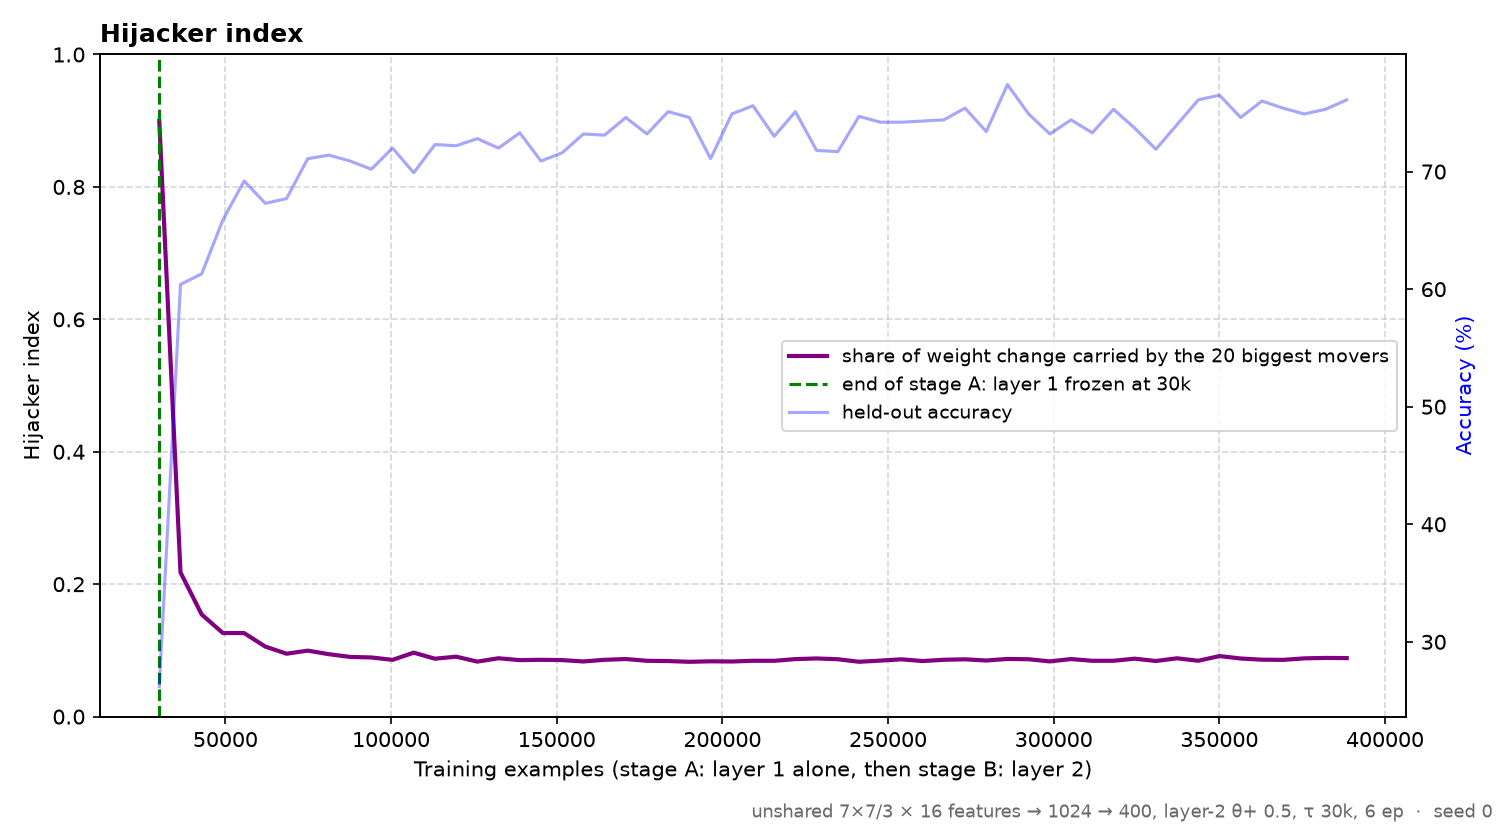 Hijacker index
1.0
0.8
0.6
0.4
0.2
0.0
Hijacker index
70
60
50
40
30
Accuracy (%)
share of weight change carried by the 20 biggest movers
end of stage A: layer 1 frozen at 30k
held-out accuracy
50000 100000 150000 200000 250000 300000 350000 400000
Training examples (stage A: layer 1 alone, then stage B: layer 2)
unshared 7×7/3 × 16 features → 1024 → 400, layer-2 θ+ 0.5, τ 30k, 6 ep · seed 0